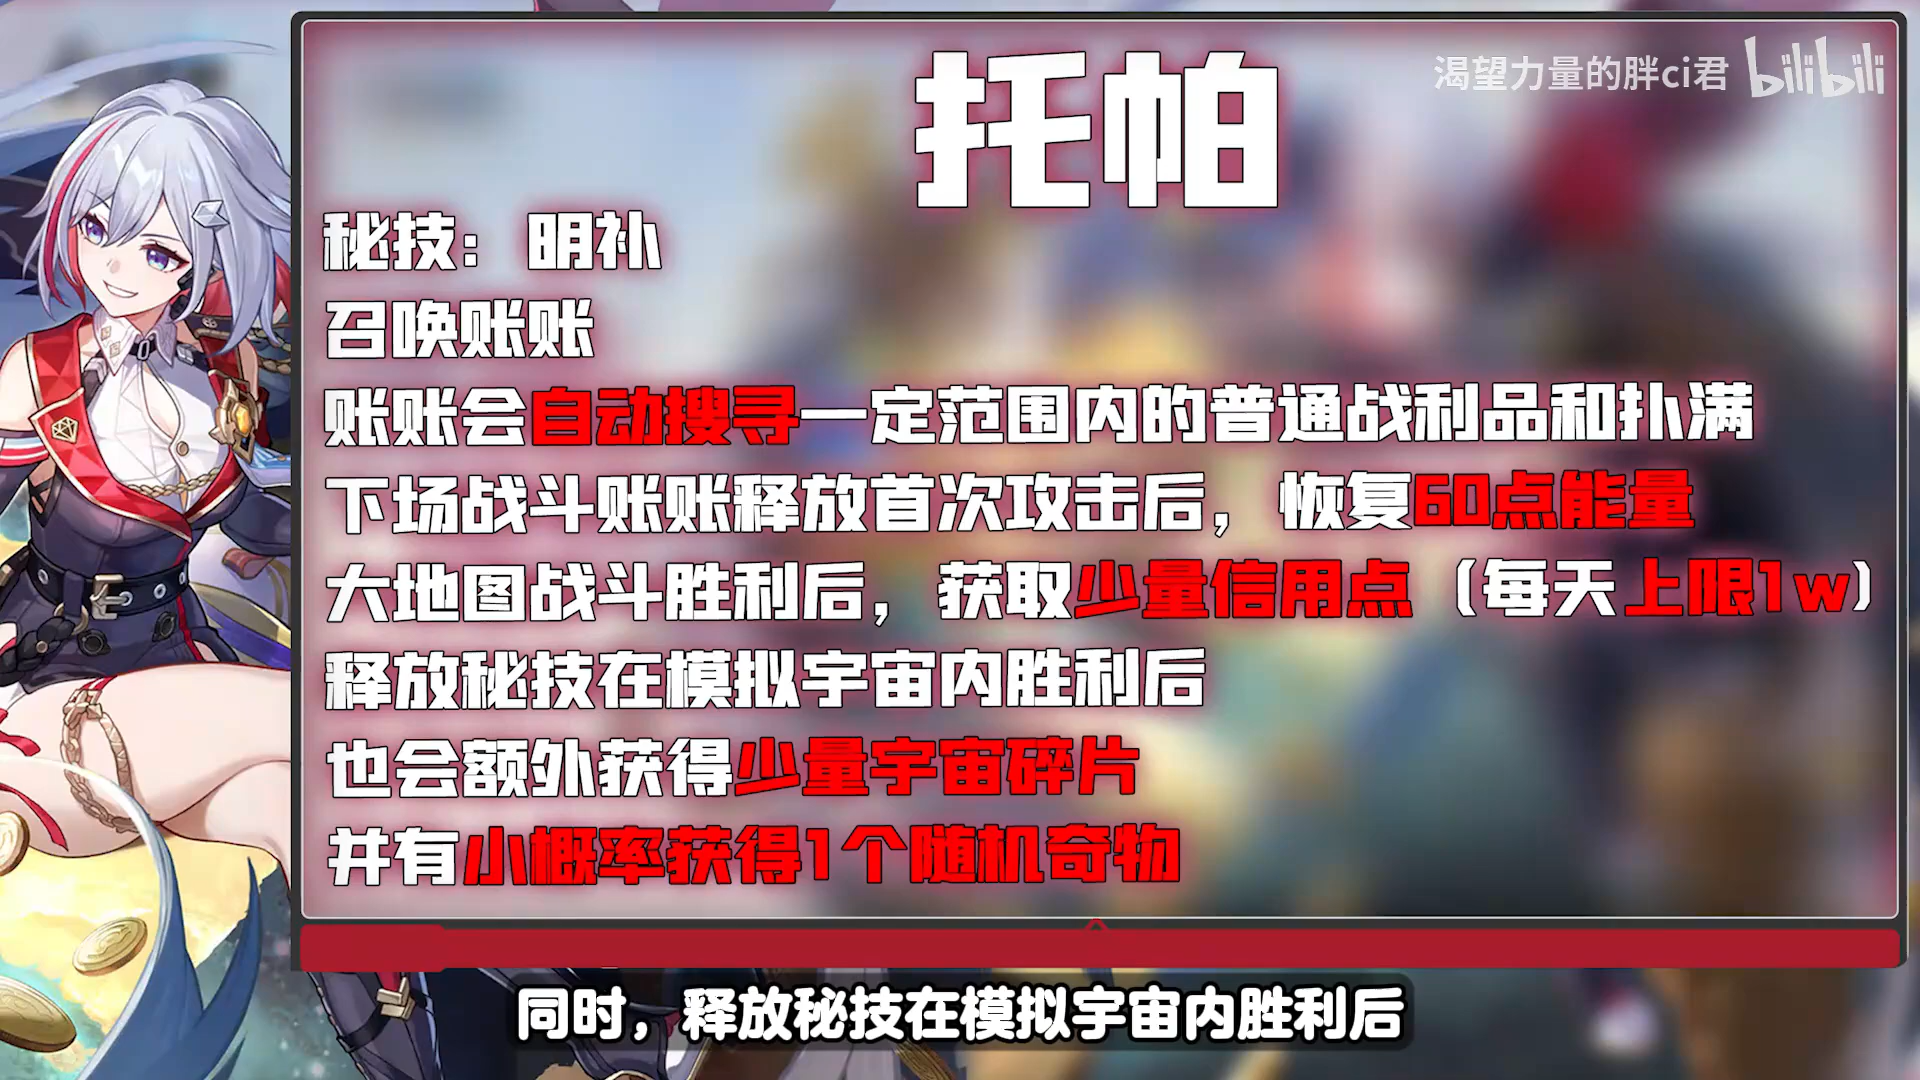 托帕
渴望力量的胖ci君 bilibili
秘技：明补
召唤账账
账账会自动搜寻一定范围内的普通战利品和扑满
下场战斗账账释放首次攻击后，恢复60点能量
大地图战斗胜利后，获取少量信用点（每天上限1w）
释放秘技在模拟宇宙内胜利后
也会额外获得少量宇宙碎片
并有小概率获得1个随机奇物
同时，释放秘技在模拟宇宙内胜利后